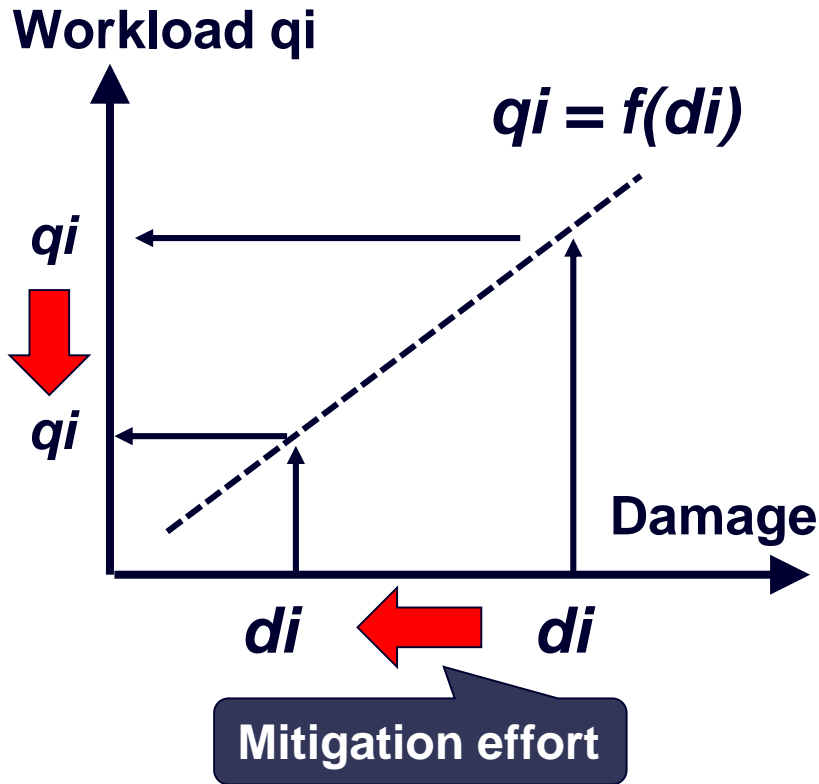 Workload qi
qi = f(di)
qi
qi
Damage
di
di
Mitigation effort